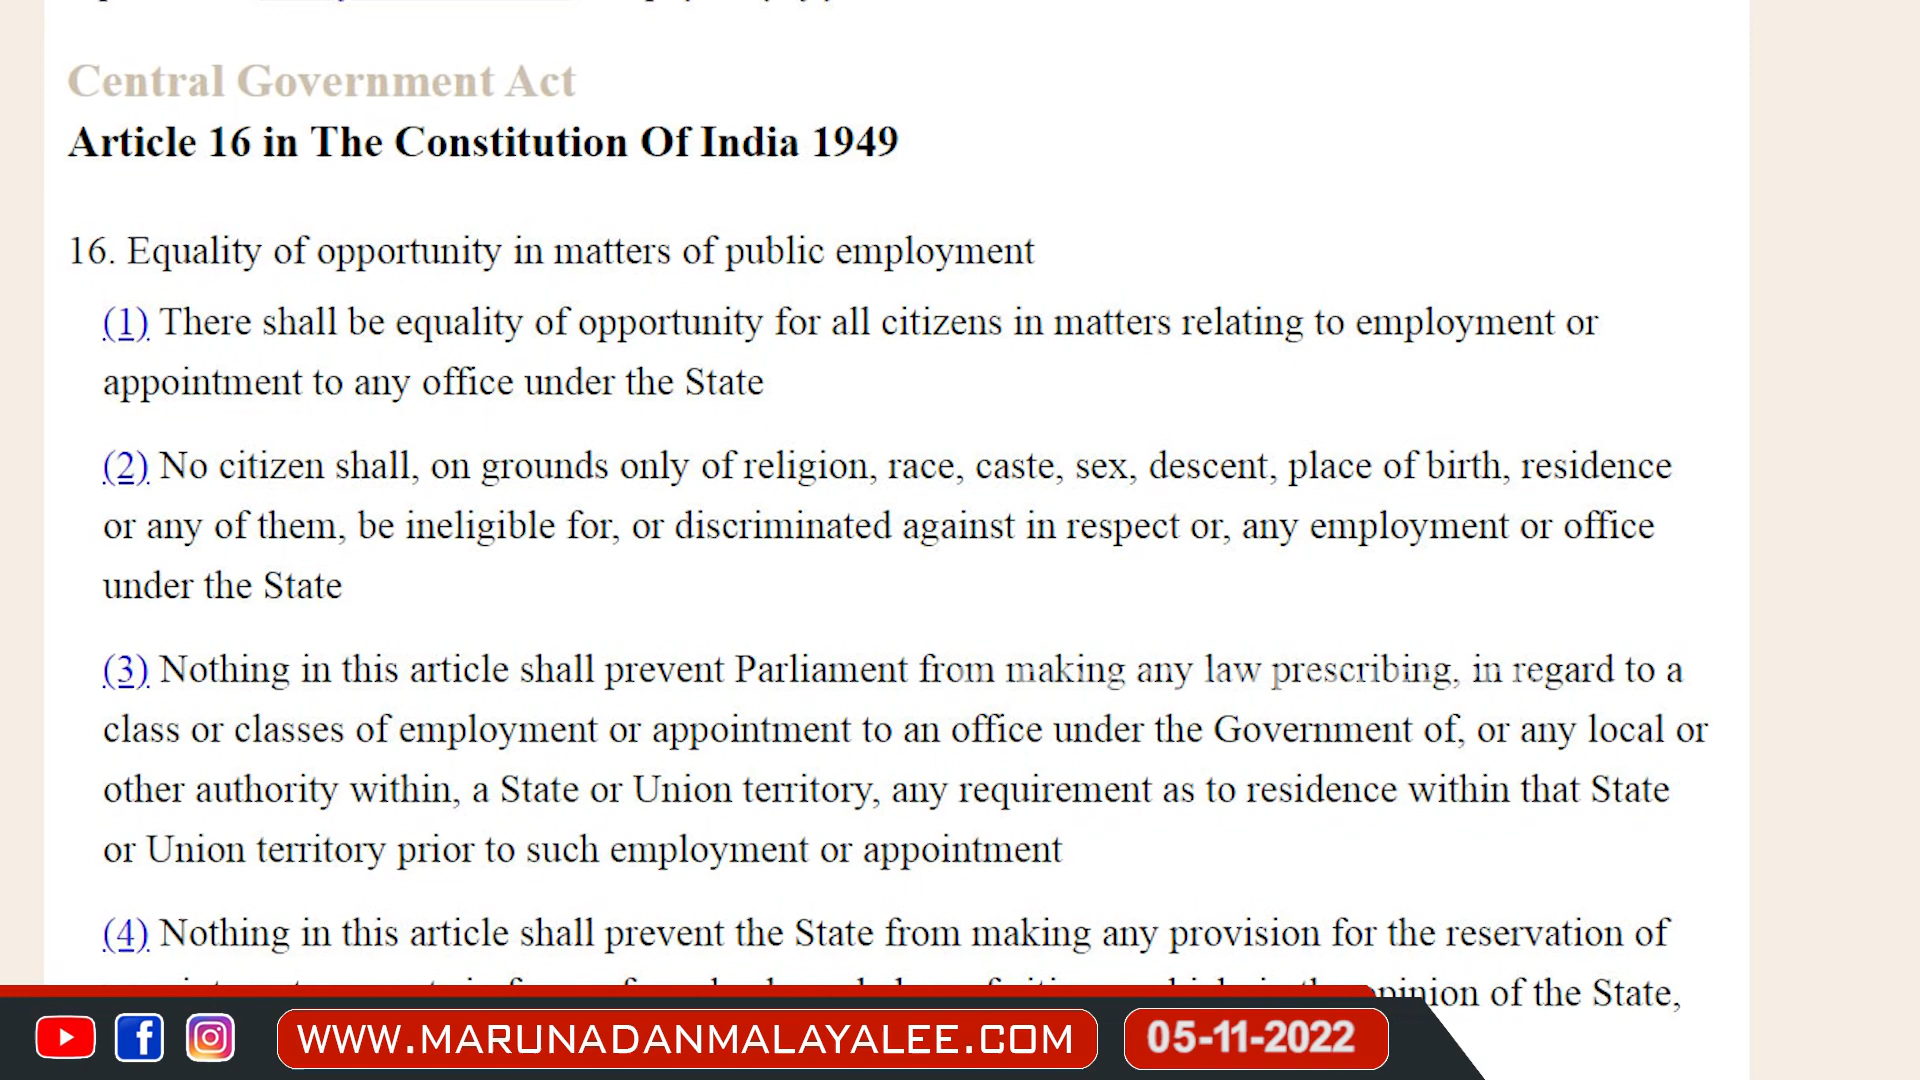 Central Government Act
Article 16 in The Constitution Of India 1949
16. Equality of opportunity in matters of public employment
(1) There shall be equality of opportunity for all citizens in matters relating to employment or
appointment to any office under the State
(2) No citizen shall, on grounds only of religion, race, caste, sex, descent, place of birth, residence
or any of them, be ineligible for, or discriminated against in respect or, any employment or office
under the State
(3) Nothing in this article shall prevent Parliament from making any law prescribing, in regard to a
class or classes of employment or appointment to an office under the Government of, or any local or
other authority within, a State or Union territory, any requirement as to residence within that State
or Union territory prior to such employment or appointment
(4) Nothing in this article shall prevent the State from making any provision for the reservation of
opinion of the State,
WWW.MARUNADANMALAYALEE.COM
05-11-2022